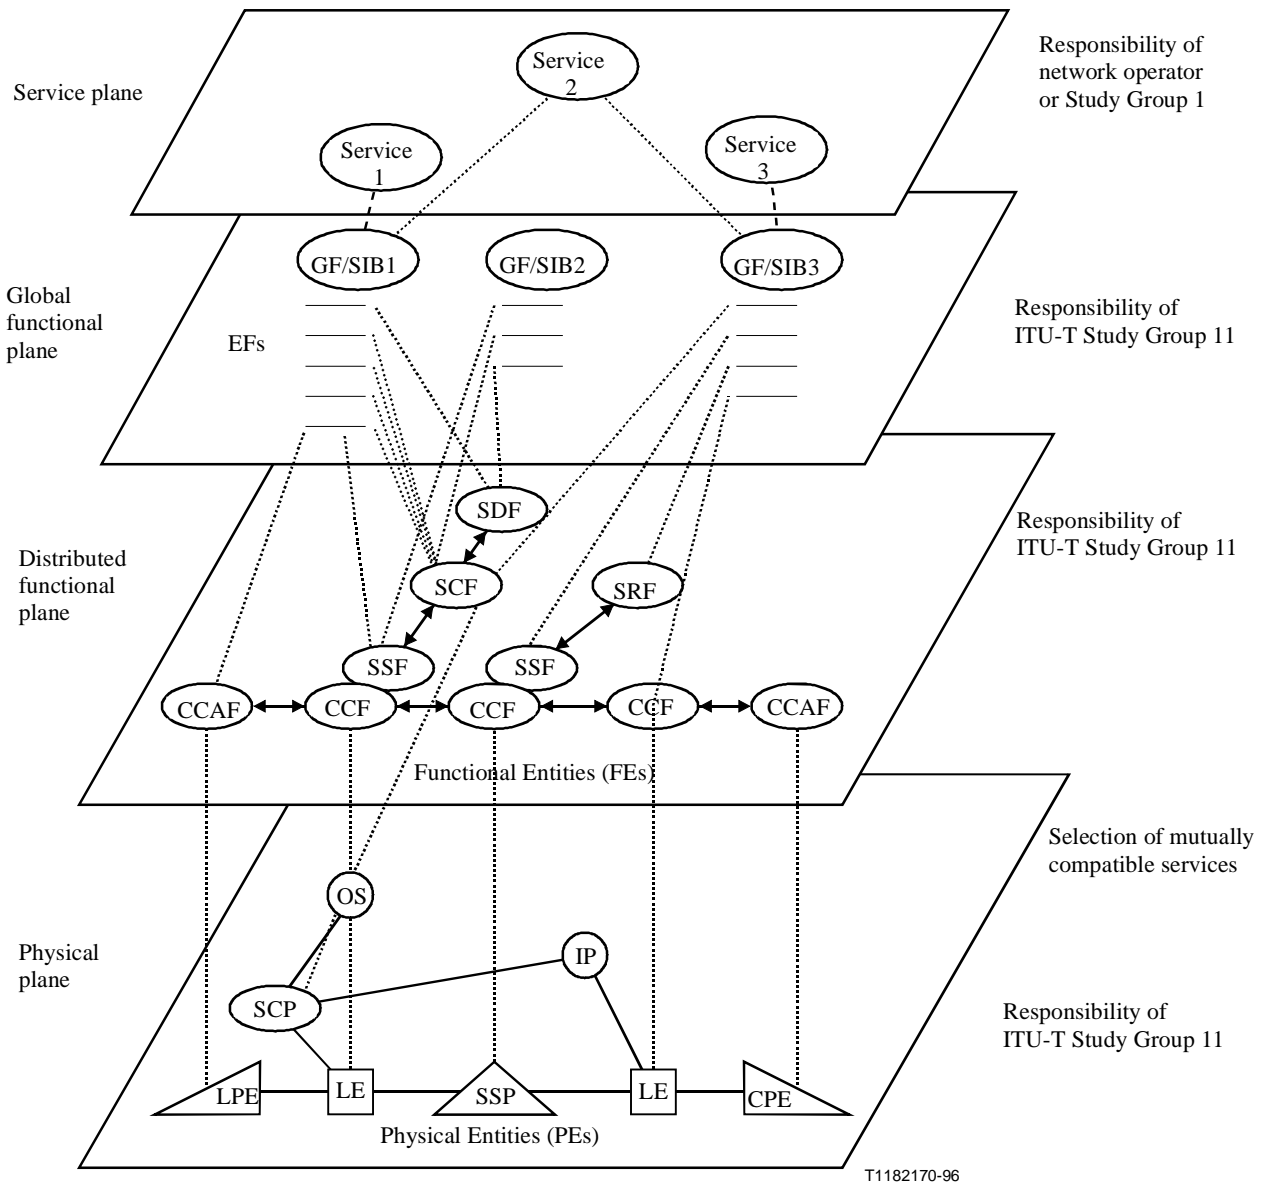 Service plane
Service
2
Service
1
Service
3
Responsibility of
network operator
or Study Group 1
Global
functional
plane
GF/SIB1
GF/SIB2
GF/SIB3
EFs
Responsibility of
ITU-T Study Group 11
Distributed
functional
plane
SDF
SCF
SRF
SSF
SSF
CCAF
CCF
CCF
CCF
CCAF
Functional Entities (FEs)
Responsibility of
ITU-T Study Group 11
Selection of mutually
compatible services
Physical
plane
OS
IP
SCP
LPE
LE
SSP
LE
CPE
Physical Entities (PEs)
Responsibility of
ITU-T Study Group 11
T1182170-96